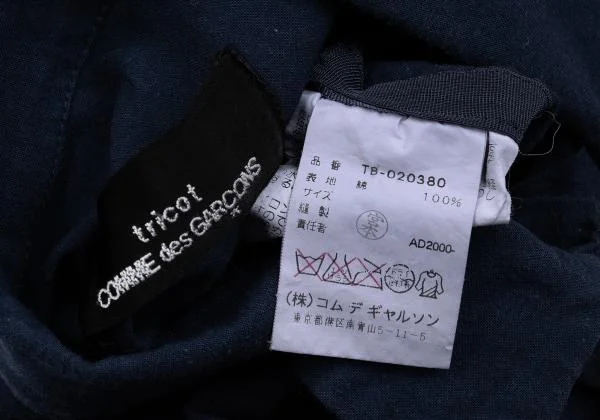 tricot
COMME des GARÇONS
品番 TB-020380
表地 綿 100%
サイズ
縫製
責任者
AD2000-
(株)コム デ ギャルソン
東京都港区南青山5-11-5